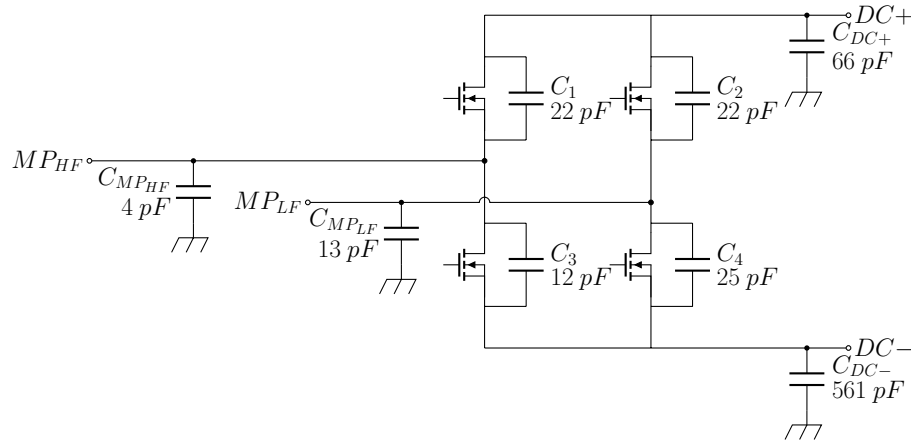 DC+
C_{DC+}
66 pF
C_1
22 pF
C_2
22 pF
MP_{HF}
C_{MP_{HF}}
4 pF
MP_{LF}
C_{MP_{LF}}
13 pF
C_3
12 pF
C_4
25 pF
DC−
C_{DC−}
561 pF